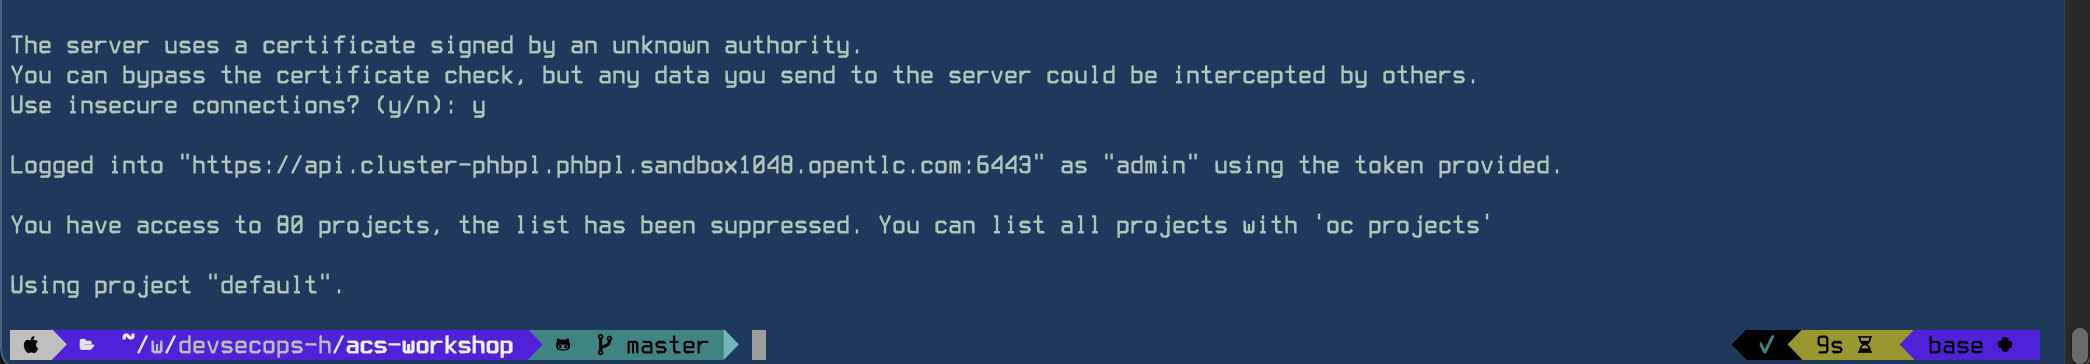 The server uses a certificate signed by an unknown authority.
You can bypass the certificate check, but any data you send to the server could be intercepted by others.
Use insecure connections? (y/n): y
Logged into "https://api.cluster-phbpl.phbpl.sandbox1048.opentlc.com:6443" as "admin" using the token provided.
You have access to 80 projects, the list has been suppressed. You can list all projects with 'oc projects'
Using project "default".
~/w/devsecops-h/acs-workshop master ✓ 9s base